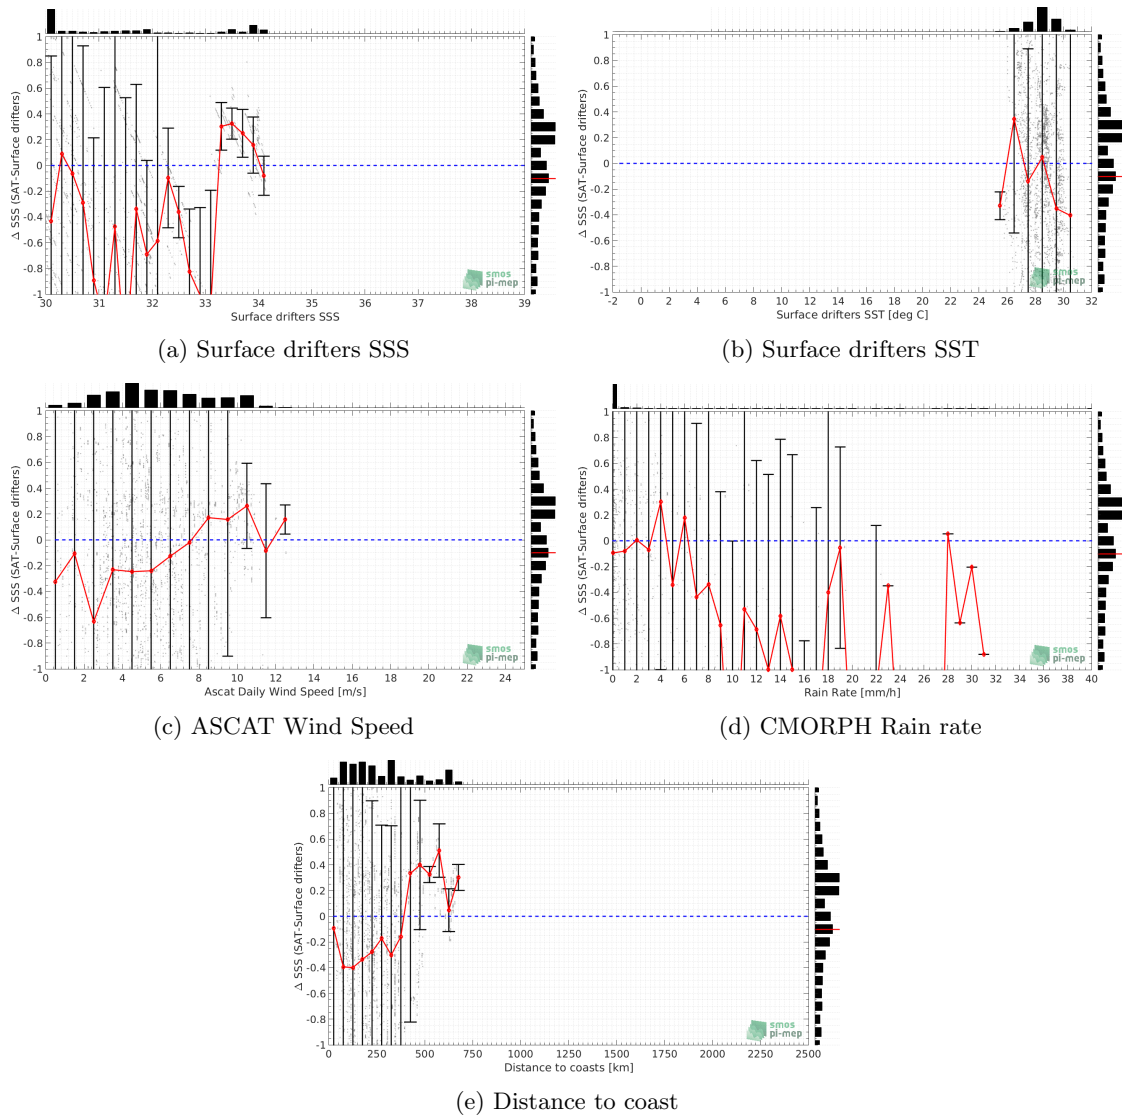 1
0.8
0.6
0.4
0.2
0
-0.2
-0.4
-0.6
-0.8
-1
Δ SSS (SAT-Surface drifters)
30 31 32 33 34 35 36 37 38 39
Surface drifters SSS
smos
pi-mep
(a) Surface drifters SSS
1
0.8
0.6
0.4
0.2
0
-0.2
-0.4
-0.6
-0.8
-1
Δ SSS (SAT-Surface drifters)
-2 0 2 4 6 8 10 12 14 16 18 20 22 24 26 28 30 32
Surface drifters SST [deg C]
smos
pi-mep
(b) Surface drifters SST
1
0.8
0.6
0.4
0.2
0
-0.2
-0.4
-0.6
-0.8
-1
Δ SSS (SAT-Surface drifters)
0 2 4 6 8 10 12 14 16 18 20 22 24
Ascat Daily Wind Speed [m/s]
smos
pi-mep
(c) ASCAT Wind Speed
1
0.8
0.6
0.4
0.2
0
-0.2
-0.4
-0.6
-0.8
-1
Δ SSS (SAT-Surface drifters)
0 2 4 6 8 10 12 14 16 18 20 22 24 26 28 30 32 34 36 38 40
Rain Rate [mm/h]
smos
pi-mep
(d) CMORPH Rain rate
1
0.8
0.6
0.4
0.2
0
-0.2
-0.4
-0.6
-0.8
-1
Δ SSS (SAT-Surface drifters)
0 250 500 750 1000 1250 1500 1750 2000 2250 2500
Distance to coasts [km]
smos
pi-mep
(e) Distance to coast